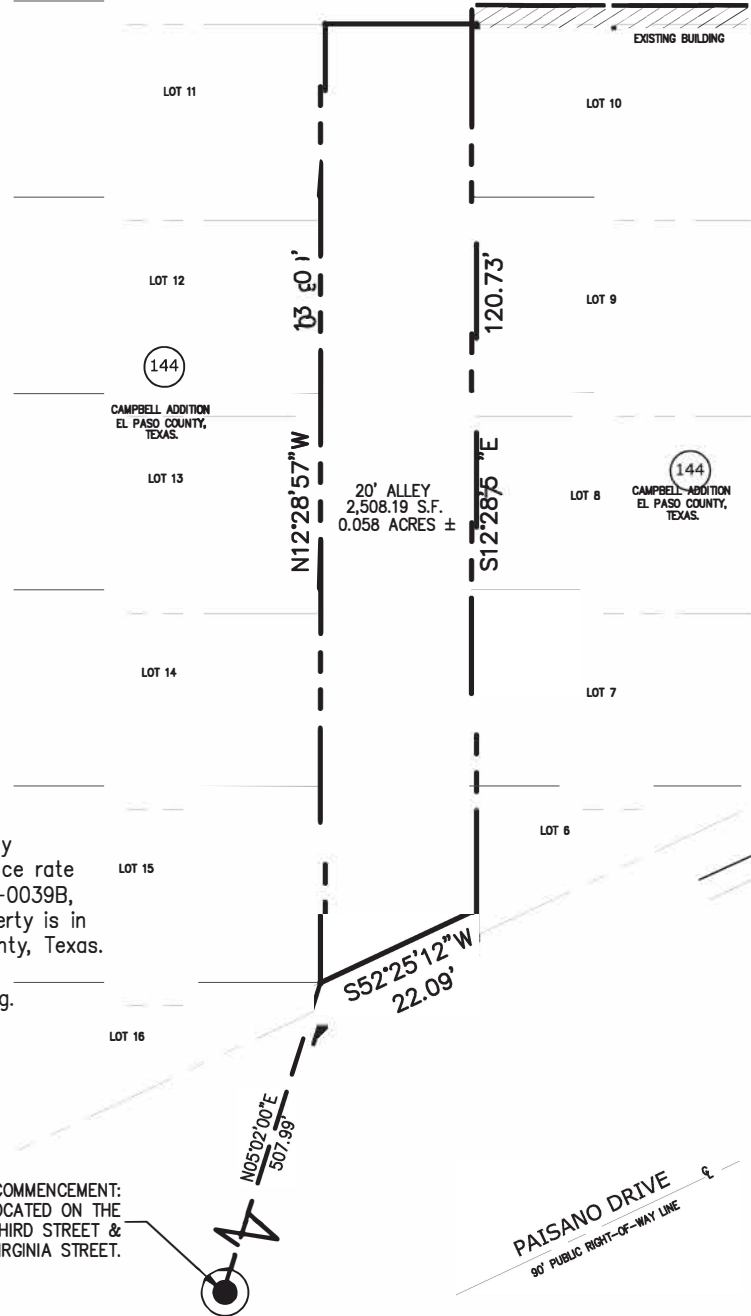 EXISTING BUILDING
LOT 11
LOT 10
LOT 12
LOT 9
120.73'
144
CAMPBELL ADDITION
EL PASO COUNTY,
TEXAS.
N12°28'57"W
LOT 13
20' ALLEY
2,508.19 S.F.
0.058 ACRES ±
LOT 8
144
CAMPBELL ADDITION
EL PASO COUNTY,
TEXAS.
LOT 14
LOT 7
LOT 6
LOT 15
ce rate
-0039B,
erty is in
nty, Texas.
g.
S52°25'12"W
22.09'
LOT 16
N05°02'00"E
507.99'
COMMENCEMENT:
OCATED ON THE
HIRD STREET &
IRGINIA STREET.
PAISANO DRIVE
90' PUBLIC RIGHT-OF-WAY LINE